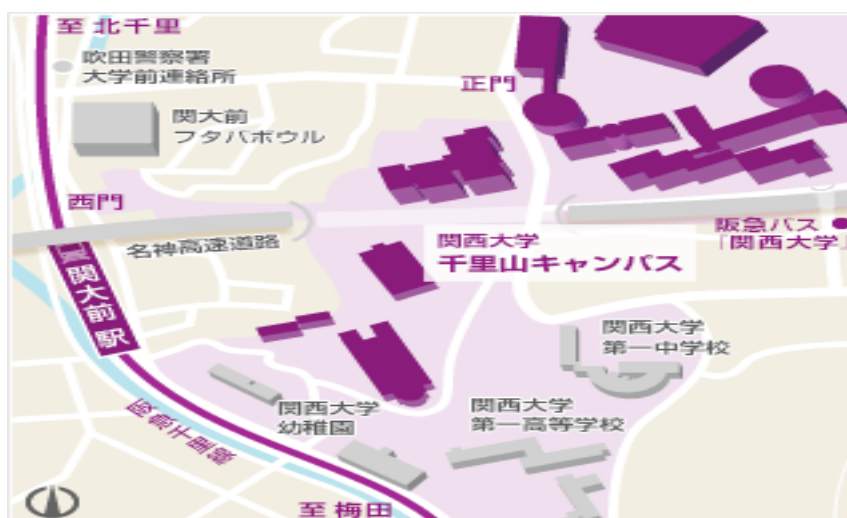 至 北千里
吹田警察署
大学前連絡所
正門
関大前
フタバボウル
西門
名神高速道路
関西大学
千里山キャンパス
阪急バス
「関西大学」
関大前駅
関西大学
第一中学校
関西大学
幼稚園
関西大学
第一高等学校
阪急千里線
至 梅田